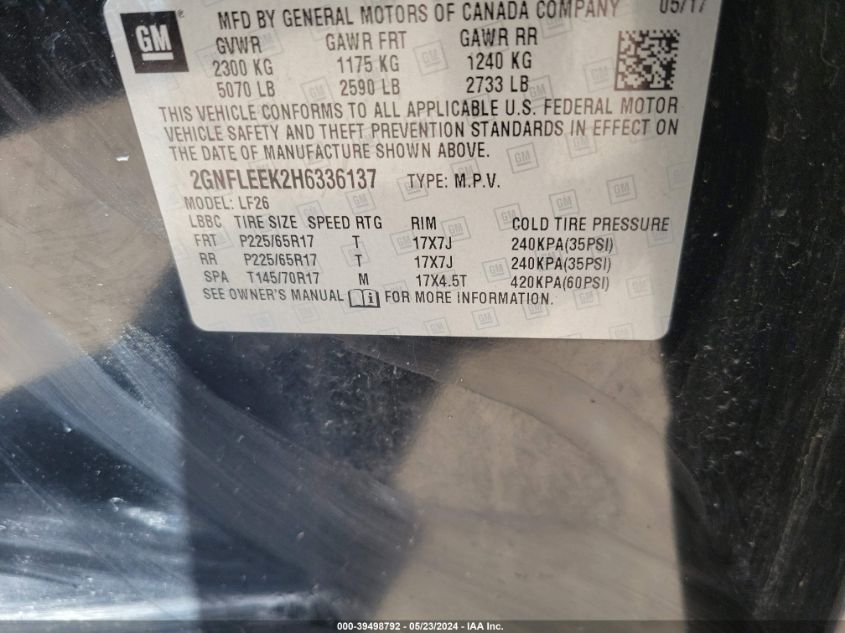 MFD BY GENERAL MOTORS OF CANADA COMPANY 05/17
GM
GVWR GAWR FRT GAWR RR
2300 KG 1175 KG 1240 KG
5070 LB 2590 LB 2733 LB
THIS VEHICLE CONFORMS TO ALL APPLICABLE U.S. FEDERAL MOTOR
VEHICLE SAFETY AND THEFT PREVENTION STANDARDS IN EFFECT ON
THE DATE OF MANUFACTURE SHOWN ABOVE.
2GNFLEEK2H6336137 TYPE: M.P.V.
MODEL: LF26
LBBC TIRE SIZE SPEED RTG RIM COLD TIRE PRESSURE
FRT P225/65R17 T 17X7J 240KPA(35PSI)
RR P225/65R17 T 17X7J 240KPA(35PSI)
SPA T145/70R17 M 17X4.5T 420KPA(60PSI)
SEE OWNER'S MANUAL FOR MORE INFORMATION.
000-39498792 - 05/23/2024 - IAA Inc.